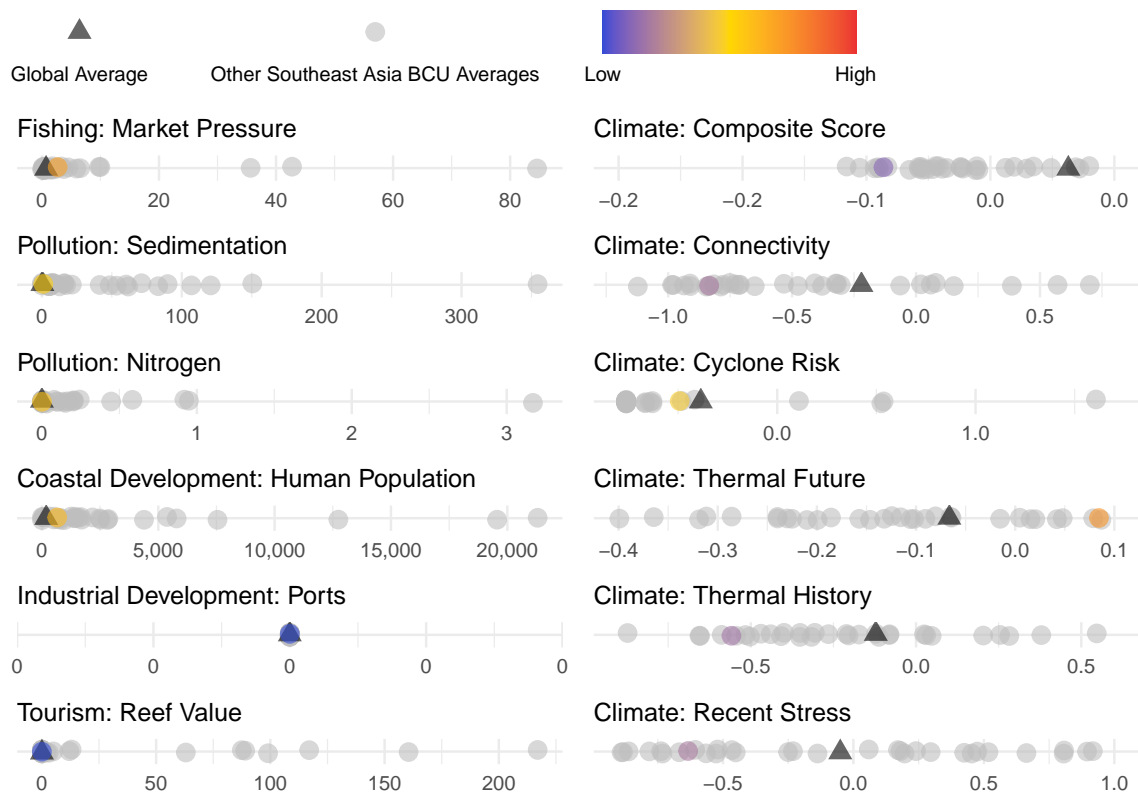 Global Average
Other Southeast Asia BCU Averages
Low
High
Fishing: Market Pressure
0 20 40 60 80
Pollution: Sedimentation
0 100 200 300
Pollution: Nitrogen
0 1 2 3
Coastal Development: Human Population
0 5,000 10,000 15,000 20,000
Industrial Development: Ports
0 0 0 0 0
Tourism: Reef Value
0 50 100 150 200
Climate: Composite Score
−0.2 −0.2 −0.1 0.0 0.0
Climate: Connectivity
−1.0 −0.5 0.0 0.5
Climate: Cyclone Risk
0.0 1.0
Climate: Thermal Future
−0.4 −0.3 −0.2 −0.1 0.0 0.1
Climate: Thermal History
−0.5 0.0 0.5
Climate: Recent Stress
−0.5 0.0 0.5 1.0